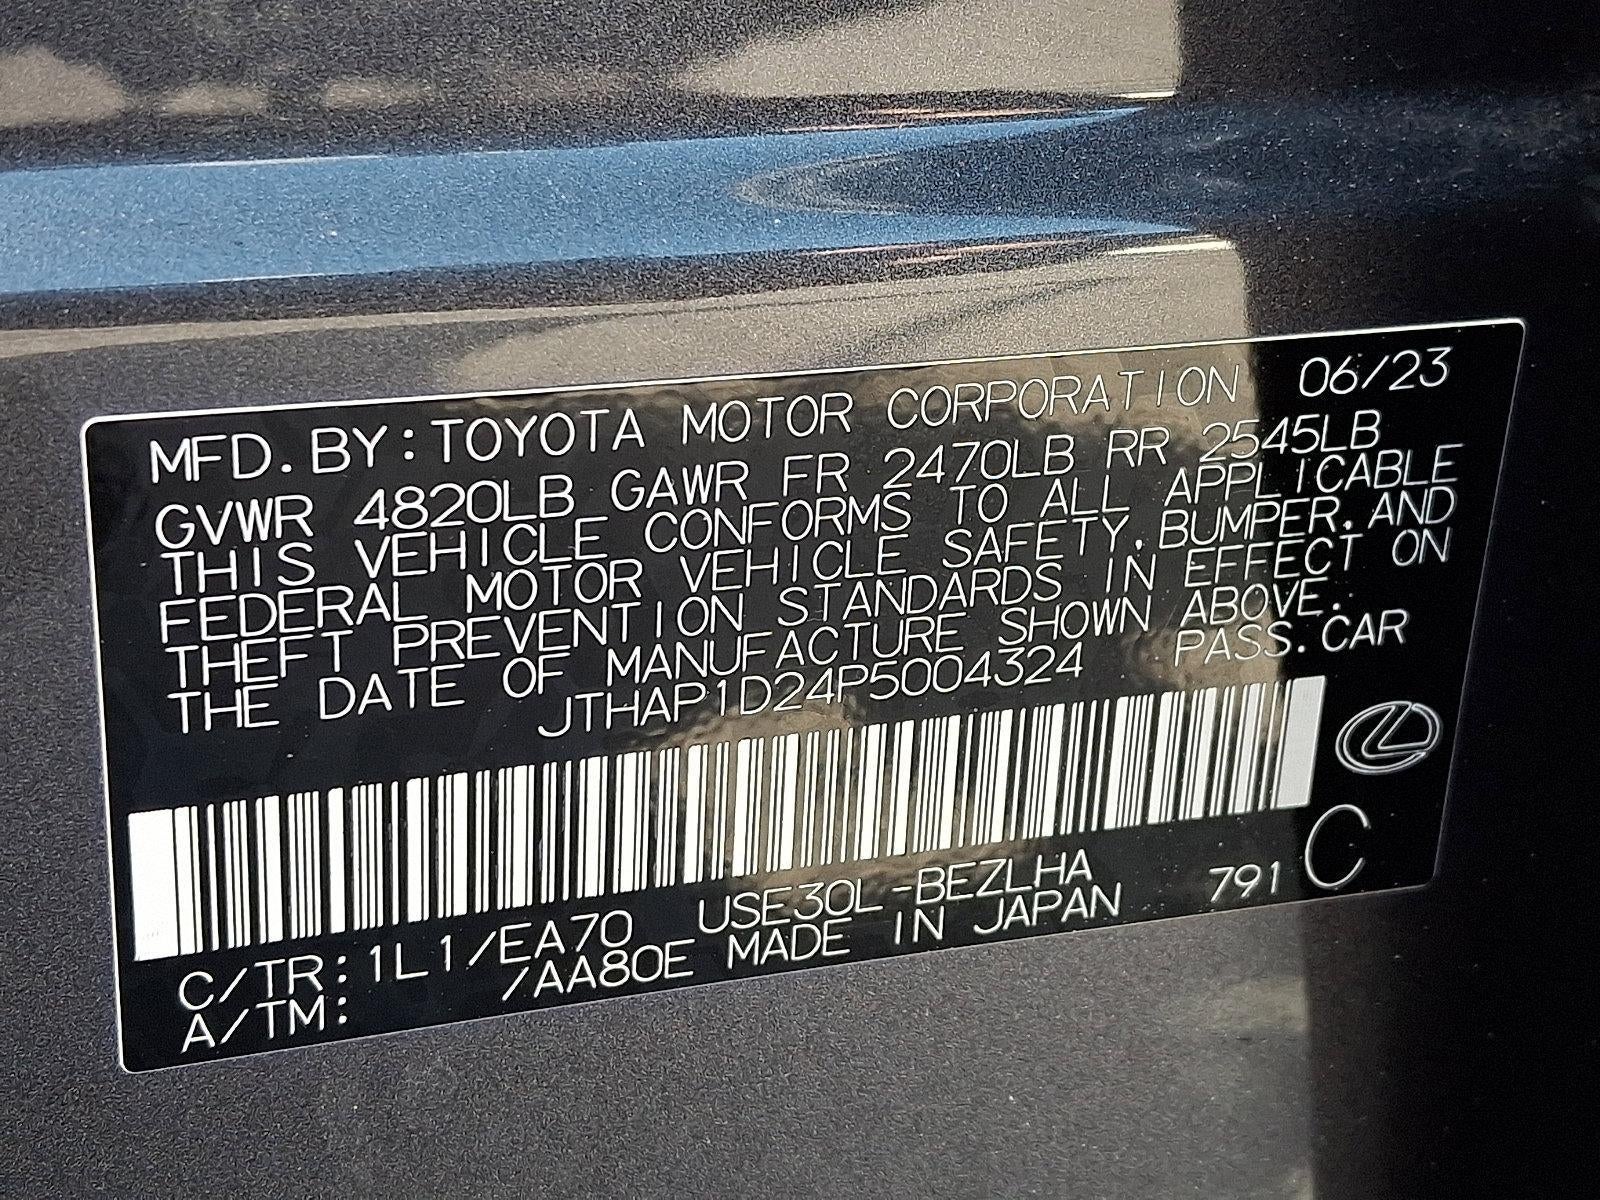 MFD. BY: TOYOTA MOTOR CORPORATION 06/23
GVWR 4820LB GAWR FR 2470LB RR 2545LB
THIS VEHICLE CONFORMS TO ALL APPLICABLE
FEDERAL MOTOR VEHICLE SAFETY, BUMPER, AND
THEFT PREVENTION STANDARDS IN EFFECT ON
THE DATE OF MANUFACTURE SHOWN ABOVE.
JTHAP1D24P5004324 PASS. CAR
C/TR: 1L1/EA70 USE30L-BEZLHA 791 C
A/TM: /AA80E MADE IN JAPAN